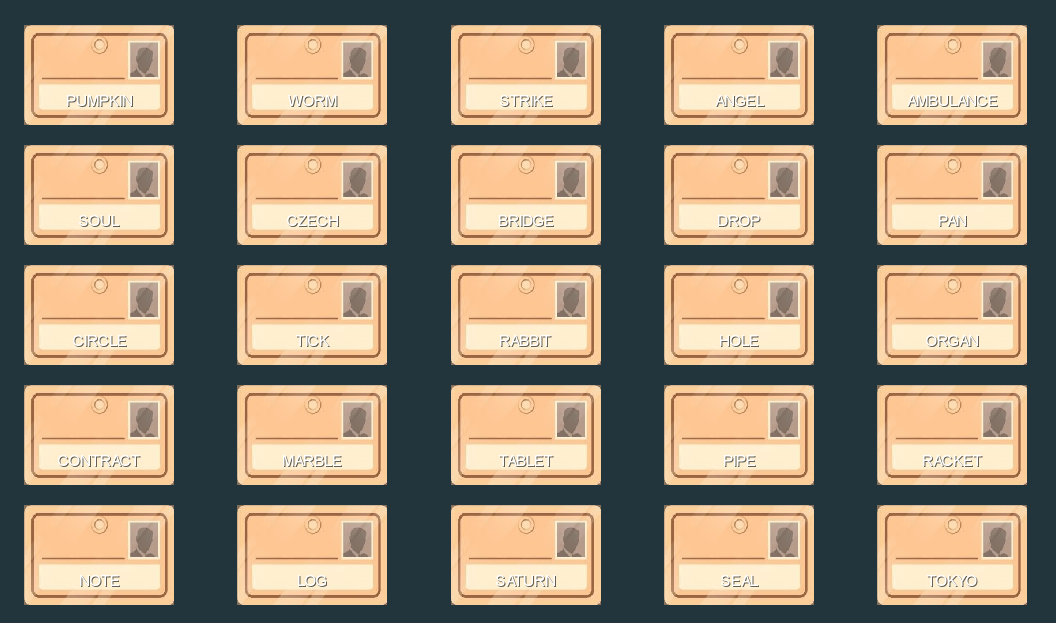 PUMPKIN
WORM
STRIKE
ANGEL
AMBULANCE
SOUL
CZECH
BRIDGE
DROP
PAN
CIRCLE
TICK
RABBIT
HOLE
ORGAN
CONTRACT
MARBLE
TABLET
PIPE
RACKET
NOTE
LOG
SATURN
SEAL
TOKYO